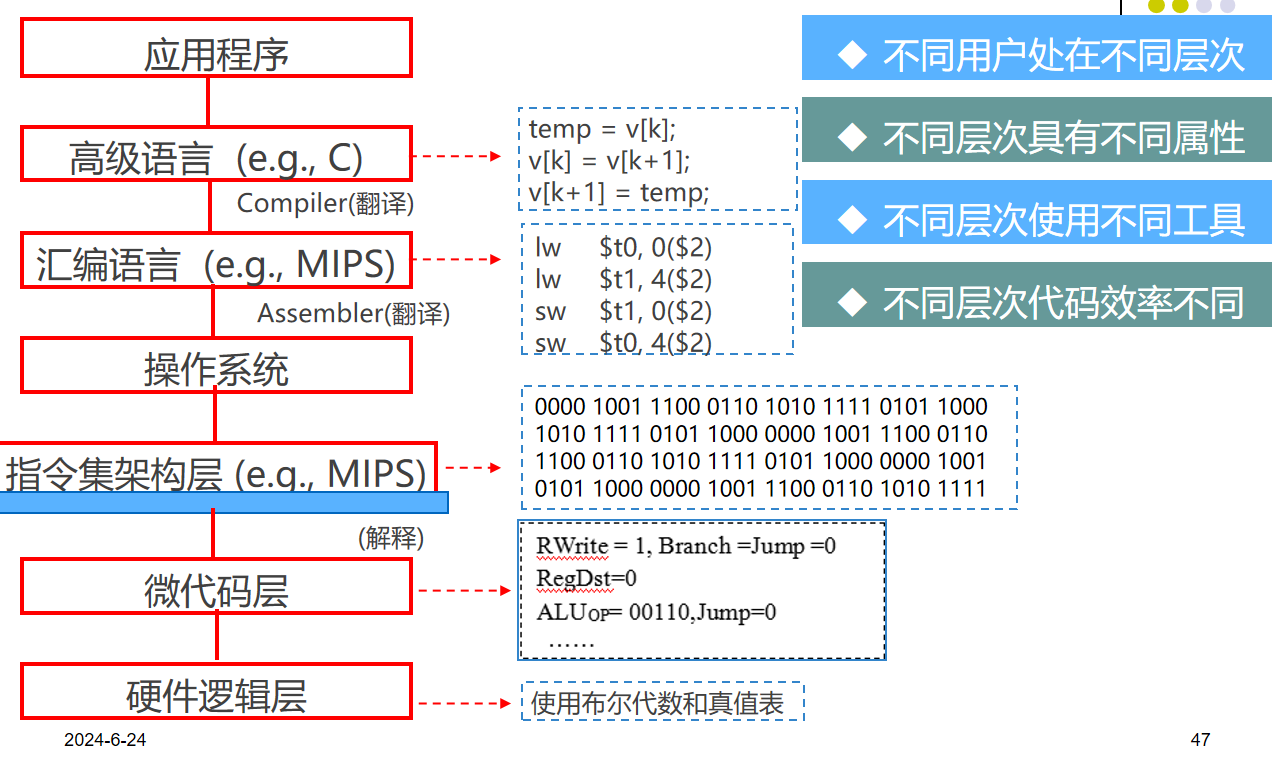 应用程序
高级语言 (e.g., C)
Compiler(翻译)
汇编语言 (e.g., MIPS)
Assembler(翻译)
操作系统
指令集架构层 (e.g., MIPS)
(解释)
微代码层
硬件逻辑层
temp = v[k];
v[k] = v[k+1];
v[k+1] = temp;
lw $t0, 0($2)
lw $t1, 4($2)
sw $t1, 0($2)
sw $t0, 4($2)
0000 1001 1100 0110 1010 1111 0101 1000
1010 1111 0101 1000 0000 1001 1100 0110
1100 0110 1010 1111 0101 1000 0000 1001
0101 1000 0000 1001 1100 0110 1010 1111
RWrite = 1, Branch =Jump =0
RegDst=0
ALUOP= 00110,Jump=0
……
使用布尔代数和真值表
◆ 不同用户处在不同层次
◆ 不同层次具有不同属性
◆ 不同层次使用不同工具
◆ 不同层次代码效率不同
2024-6-24
47